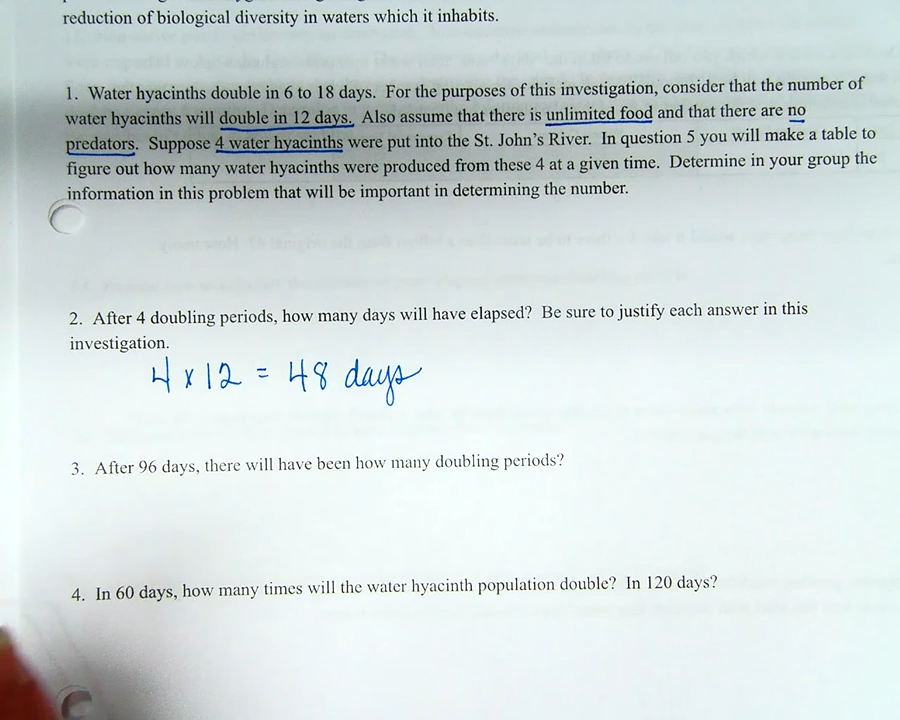 reduction of biological diversity in waters which it inhabits.
1. Water hyacinths double in 6 to 18 days. For the purposes of this investigation, consider that the number of
water hyacinths will double in 12 days. Also assume that there is unlimited food and that there are no
predators. Suppose 4 water hyacinths were put into the St. John's River. In question 5 you will make a table to
figure out how many water hyacinths were produced from these 4 at a given time. Determine in your group the
information in this problem that will be important in determining the number.
2. After 4 doubling periods, how many days will have elapsed? Be sure to justify each answer in this
investigation.
4 x 12 = 48 days
3. After 96 days, there will have been how many doubling periods?
4. In 60 days, how many times will the water hyacinth population double? In 120 days?